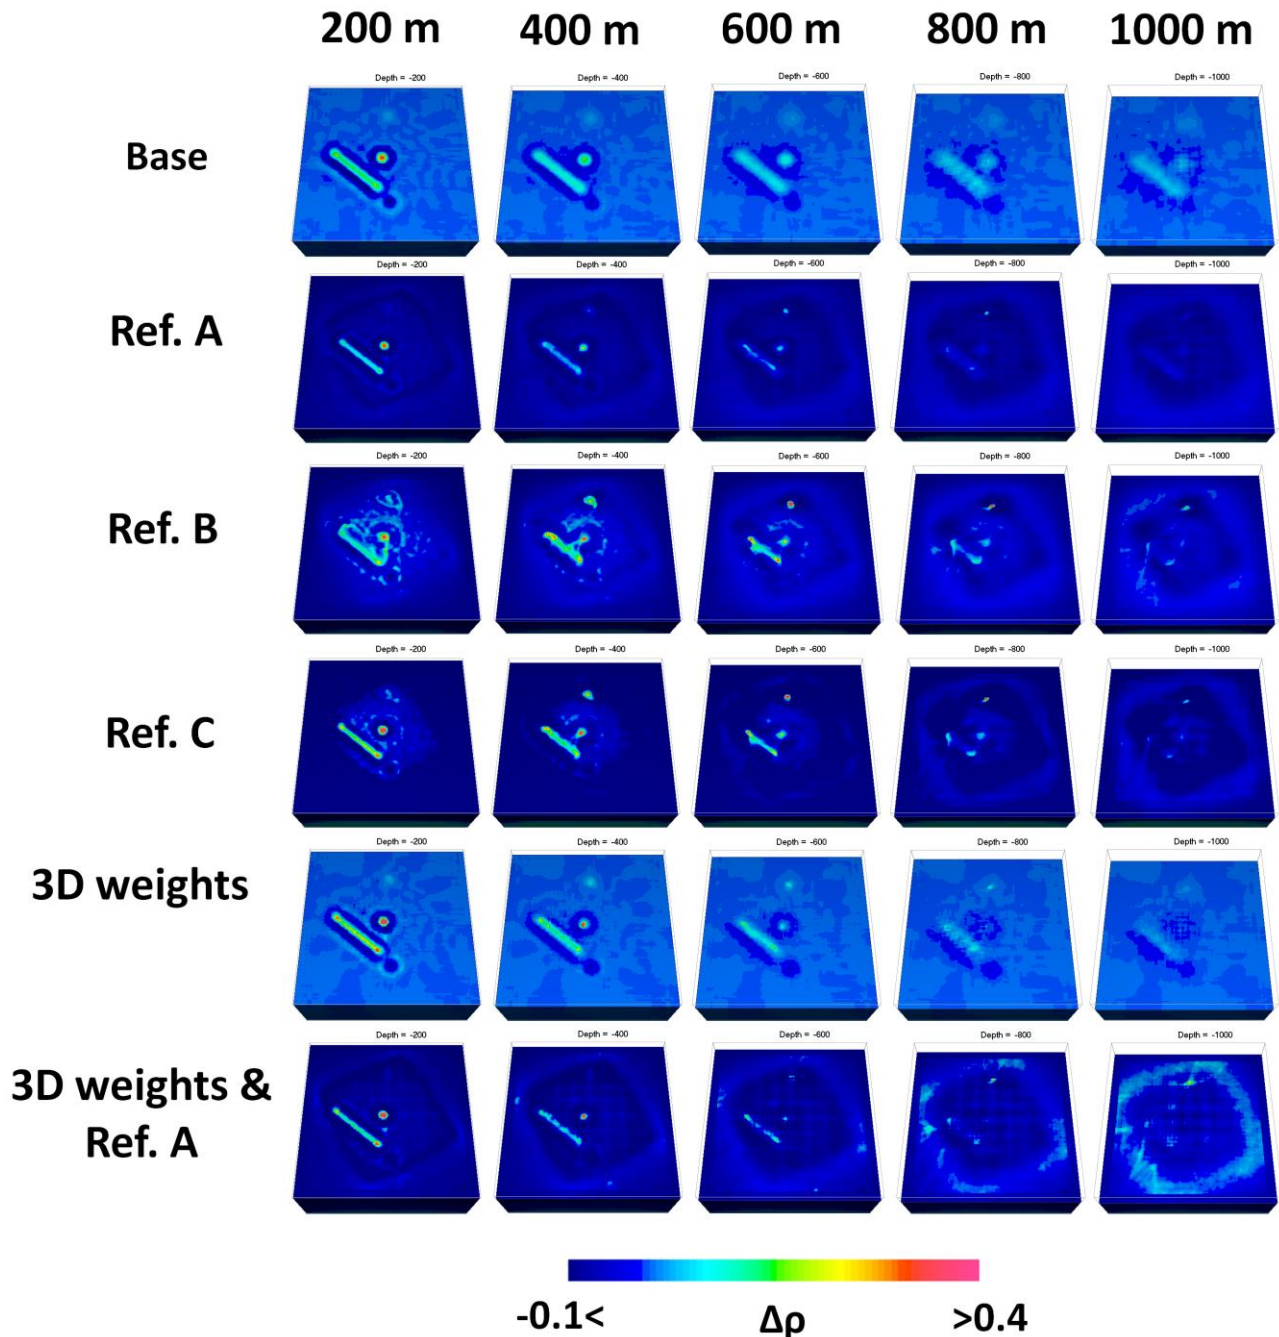 200 m 400 m 600 m 800 m 1000 m
Depth = -200 Depth = -400 Depth = -600 Depth = -800 Depth = -1000
Base
Depth = -200 Depth = -400 Depth = -600 Depth = -800 Depth = -1000
Ref. A
Depth = -200 Depth = -400 Depth = -600 Depth = -800 Depth = -1000
Ref. B
Depth = -200 Depth = -400 Depth = -600 Depth = -800 Depth = -1000
Ref. C
Depth = -200 Depth = -400 Depth = -600 Depth = -800 Depth = -1000
3D weights
Depth = -200 Depth = -400 Depth = -600 Depth = -800 Depth = -1000
3D weights &
Ref. A
-0.1< Δρ >0.4